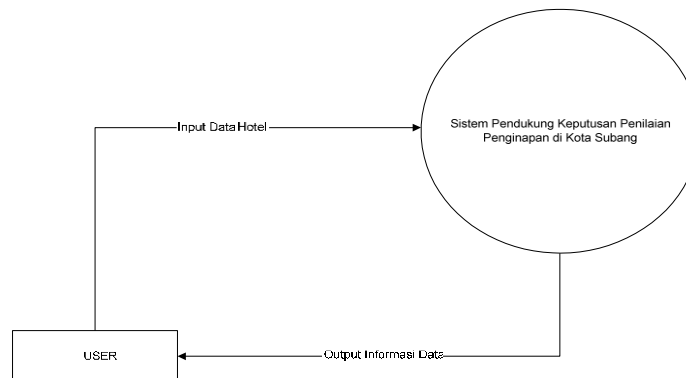 Sistem Pendukung Keputusan Penilaian
Penginapan di Kota Subang
Input Data Hotel
USER
Output Informasi Data